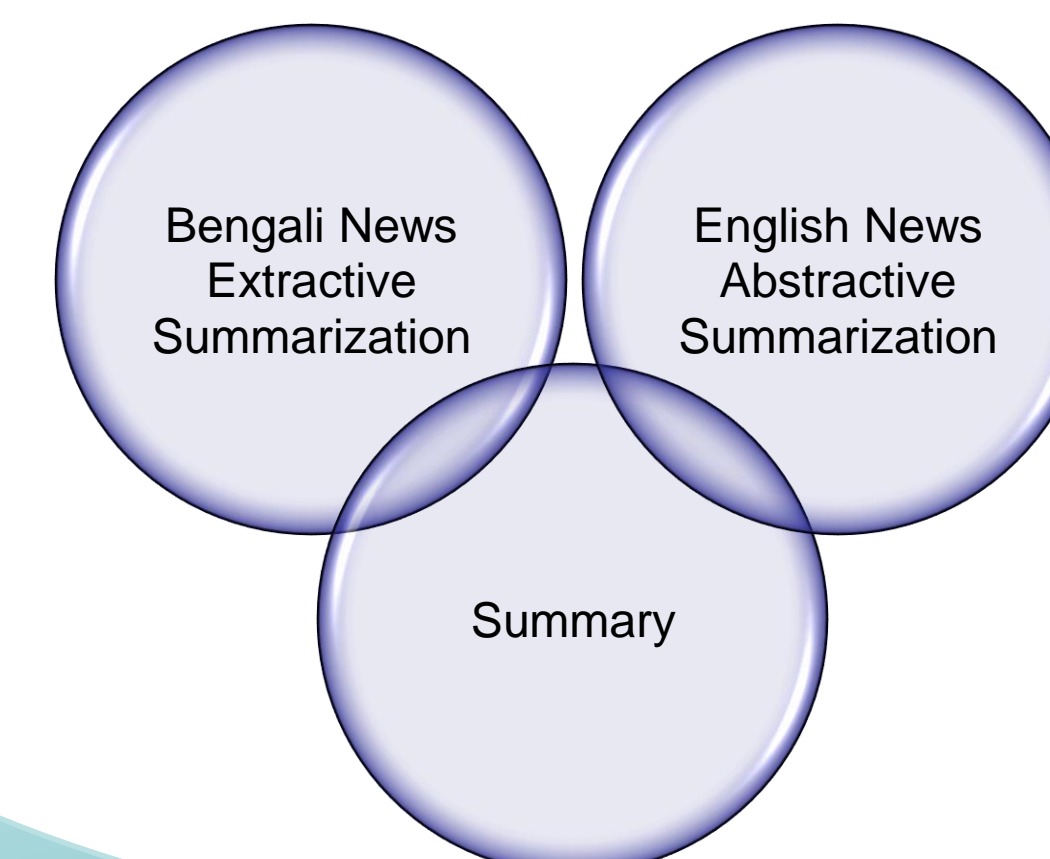 Bengali News
Extractive
Summarization
English News
Abstractive
Summarization
Summary